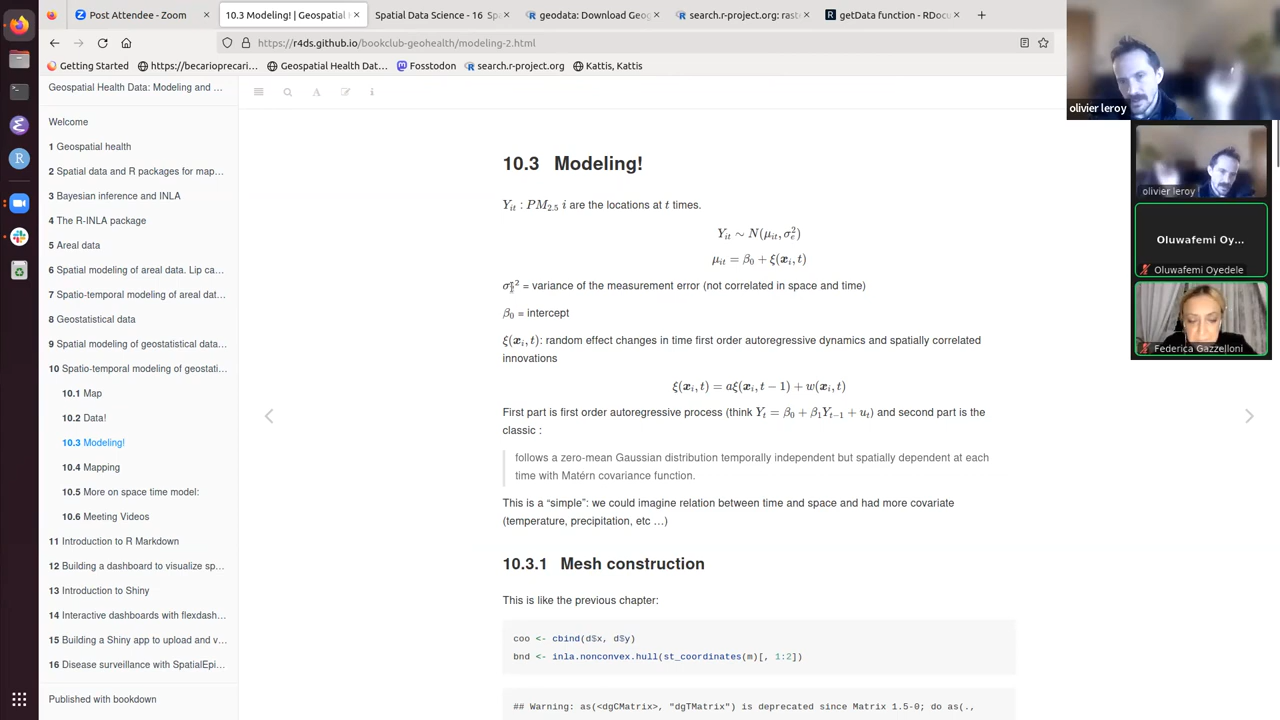 Post Attendee - Zoom
10.3 Modeling! | Geospatial
Spatial Data Science - 16 Sp
geodata: Download Geog
search.r-project.org: rast
getData function - RDocu
https://r4ds.github.io/bookclub-geohealth/modeling-2.html
Getting Started
https://becarioprecari...
Geospatial Health Dat...
Fosstodon
search.r-project.org
Kattis, Kattis
Geospatial Health Data: Modeling and ...
Welcome
1 Geospatial health
2 Spatial data and R packages for map...
3 Bayesian inference and INLA
4 The R-INLA package
5 Areal data
6 Spatial modeling of areal data. Lip ca...
7 Spatio-temporal modeling of areal dat...
8 Geostatistical data
9 Spatial modeling of geostatistical data...
10 Spatio-temporal modeling of geostati...
10.1 Map
10.2 Data!
10.3 Modeling!
10.4 Mapping
10.5 More on space time model:
10.6 Meeting Videos
11 Introduction to R Markdown
12 Building a dashboard to visualize sp...
13 Introduction to Shiny
14 Interactive dashboards with flexdash...
15 Building a Shiny app to upload and v...
16 Disease surveillance with SpatialEpi...
Published with bookdown
10.3 Modeling!
Y_{it} : PM_{2.5} i are the locations at t times.
Y_{it} ∼ N(μ_{it}, σ_e^2)
μ_{it} = β_0 + ξ(x_i, t)
σ_e^2 = variance of the measurement error (not correlated in space and time)
β_0 = intercept
ξ(x_i, t): random effect changes in time first order autoregressive dynamics and spatially correlated
innovations
ξ(x_i, t) = aξ(x_i, t − 1) + w(x_i, t)
First part is first order autoregressive process (think Y_t = β_0 + β_1Y_{t−1} + u_t) and second part is the
classic :
follows a zero-mean Gaussian distribution temporally independent but spatially dependent at each
time with Matérn covariance function.
This is a “simple”: we could imagine relation between time and space and had more covariate
(temperature, precipitation, etc …)
10.3.1 Mesh construction
This is like the previous chapter:
coo <- cbind(d$x, d$y)
bnd <- inla.nonconvex.hull(st_coordinates(m)[, 1:2])
## Warning: as(<dgCMatrix>, "dgTMatrix") is deprecated since Matrix 1.5-0; do as(.,
olivier leroy
olivier leroy
Oluwafemi Oy...
Oluwafemi Oyedele
Federica Gazzelloni